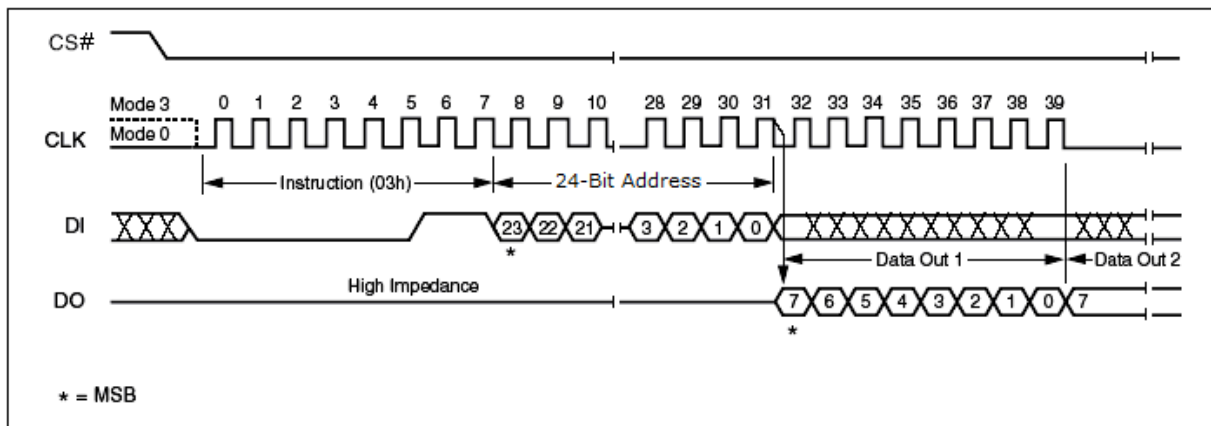 CS#
Mode 3 0 1 2 3 4 5 6 7 8 9 10 28 29 30 31 32 33 34 35 36 37 38 39
CLK Mode 0
Instruction (03h) 24-Bit Address
DI 23 22 21 3 2 1 0
*
Data Out 1 Data Out 2
High Impedance
DO 7 6 5 4 3 2 1 0 7
*
* = MSB